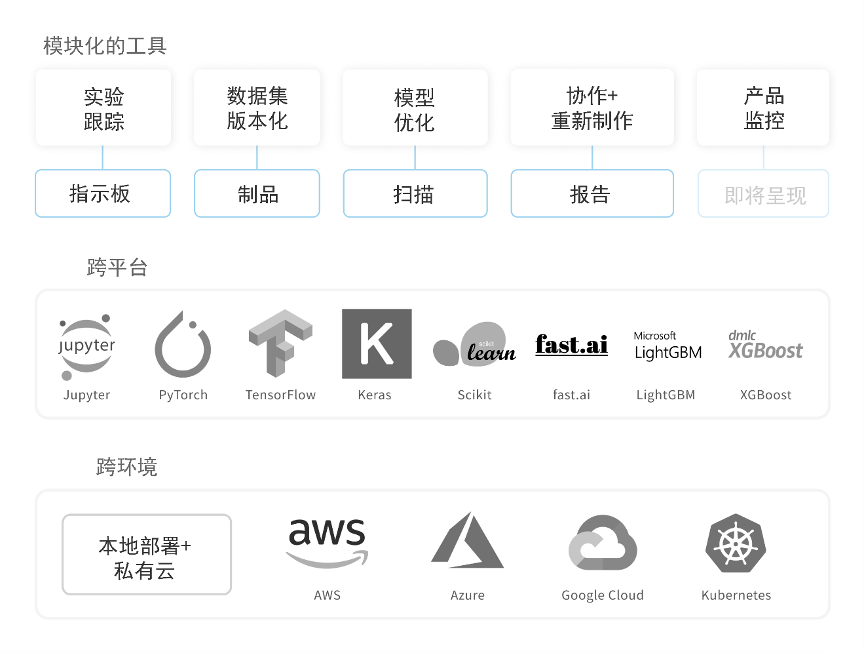 模块化的工具
实验
跟踪
数据集
版本化
模型
优化
协作+
重新制作
产品
监控
指示板
制品
扫描
报告
即将呈现
跨平台
jupyter
K
scikit
learn
fast.ai
Microsoft
LightGBM
dmlc
XGBoost
Jupyter
PyTorch
TensorFlow
Keras
Scikit
fast.ai
LightGBM
XGBoost
跨环境
本地部署+
私有云
aws
AWS
Azure
Google Cloud
Kubernetes